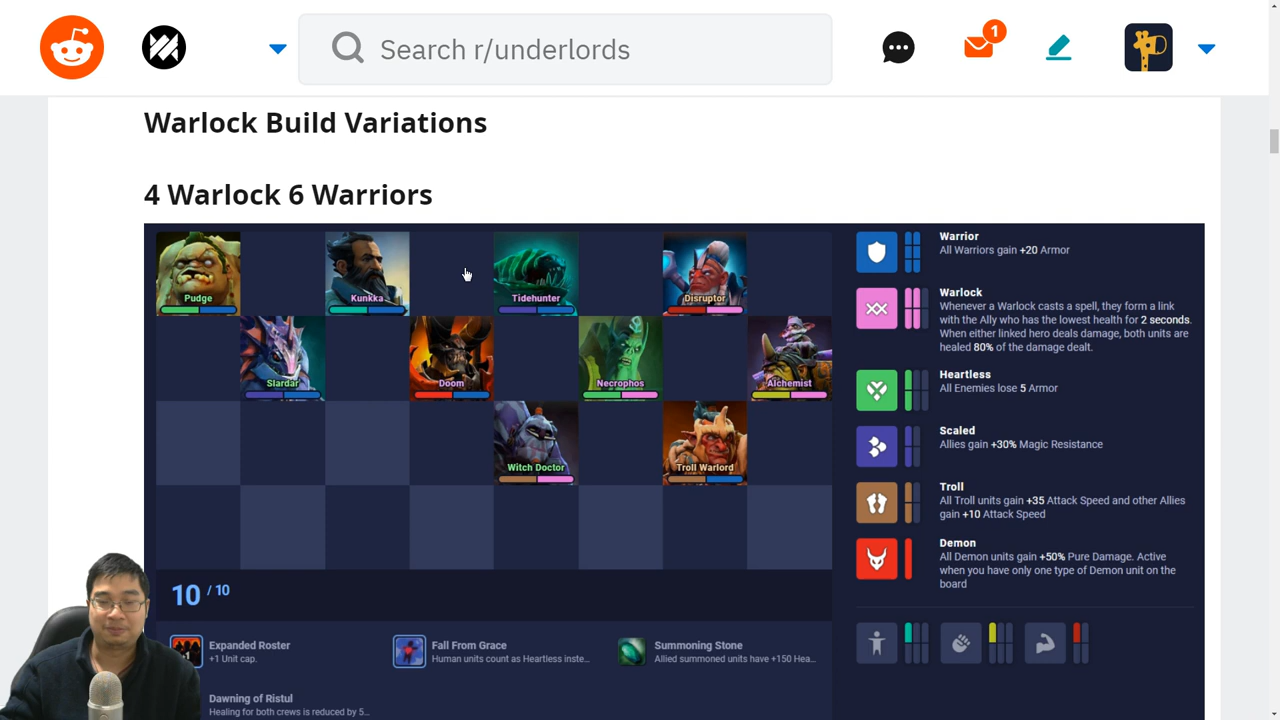 1
Search r/underlords
Warlock Build Variations
4 Warlock 6 Warriors
Pudge
Kunkka
Tidehunter
Disruptor
Slardar
Doom
Necrophos
Alchemist
Witch Doctor
Troll Warlord
10 / 10
Expanded Roster
+1 Unit cap.
Fall From Grace
Human units count as Heartless inste...
Summoning Stone
Allied summoned units have +150 Hea...
Dawning of Ristul
Healing for both crews is reduced by 5...
Warrior
All Warriors gain +20 Armor
Warlock
Whenever a Warlock casts a spell, they form a link
with the Ally who has the lowest health for 2 seconds.
When either linked hero deals damage, both units are
healed 80% of the damage dealt.
Heartless
All Enemies lose 5 Armor
Scaled
Allies gain +30% Magic Resistance
Troll
All Troll units gain +35 Attack Speed and other Allies
gain +10 Attack Speed
Demon
All Demon units gain +50% Pure Damage. Active
when you have only one type of Demon unit on the
board